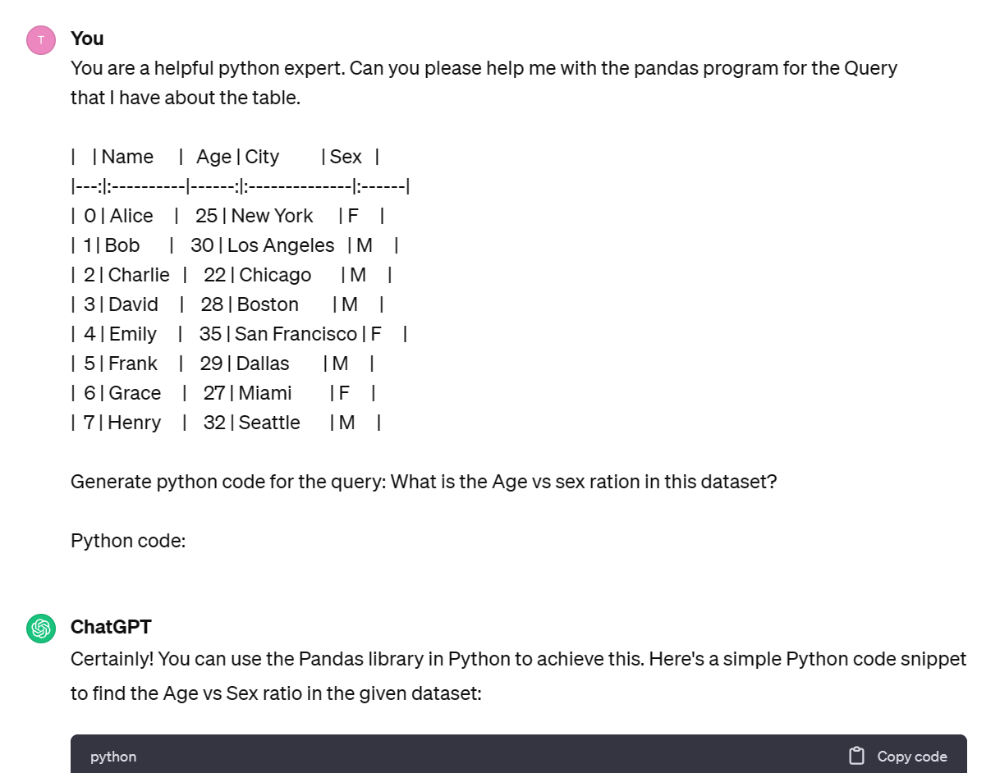 T
You
You are a helpful python expert. Can you please help me with the pandas program for the Query
that I have about the table.
|   | Name     |   Age | City          | Sex   |
|---:|:----------|------:|:--------------|:------|
|  0 | Alice     |    25 | New York      | F     |
|  1 | Bob       |    30 | Los Angeles   | M     |
|  2 | Charlie   |    22 | Chicago       | M     |
|  3 | David     |    28 | Boston        | M     |
|  4 | Emily     |    35 | San Francisco | F     |
|  5 | Frank     |    29 | Dallas        | M     |
|  6 | Grace     |    27 | Miami         | F     |
|  7 | Henry     |    32 | Seattle       | M     |
Generate python code for the query: What is the Age vs sex ration in this dataset?
Python code:
ChatGPT
Certainly! You can use the Pandas library in Python to achieve this. Here's a simple Python code snippet
to find the Age vs Sex ratio in the given dataset:
python Copy code